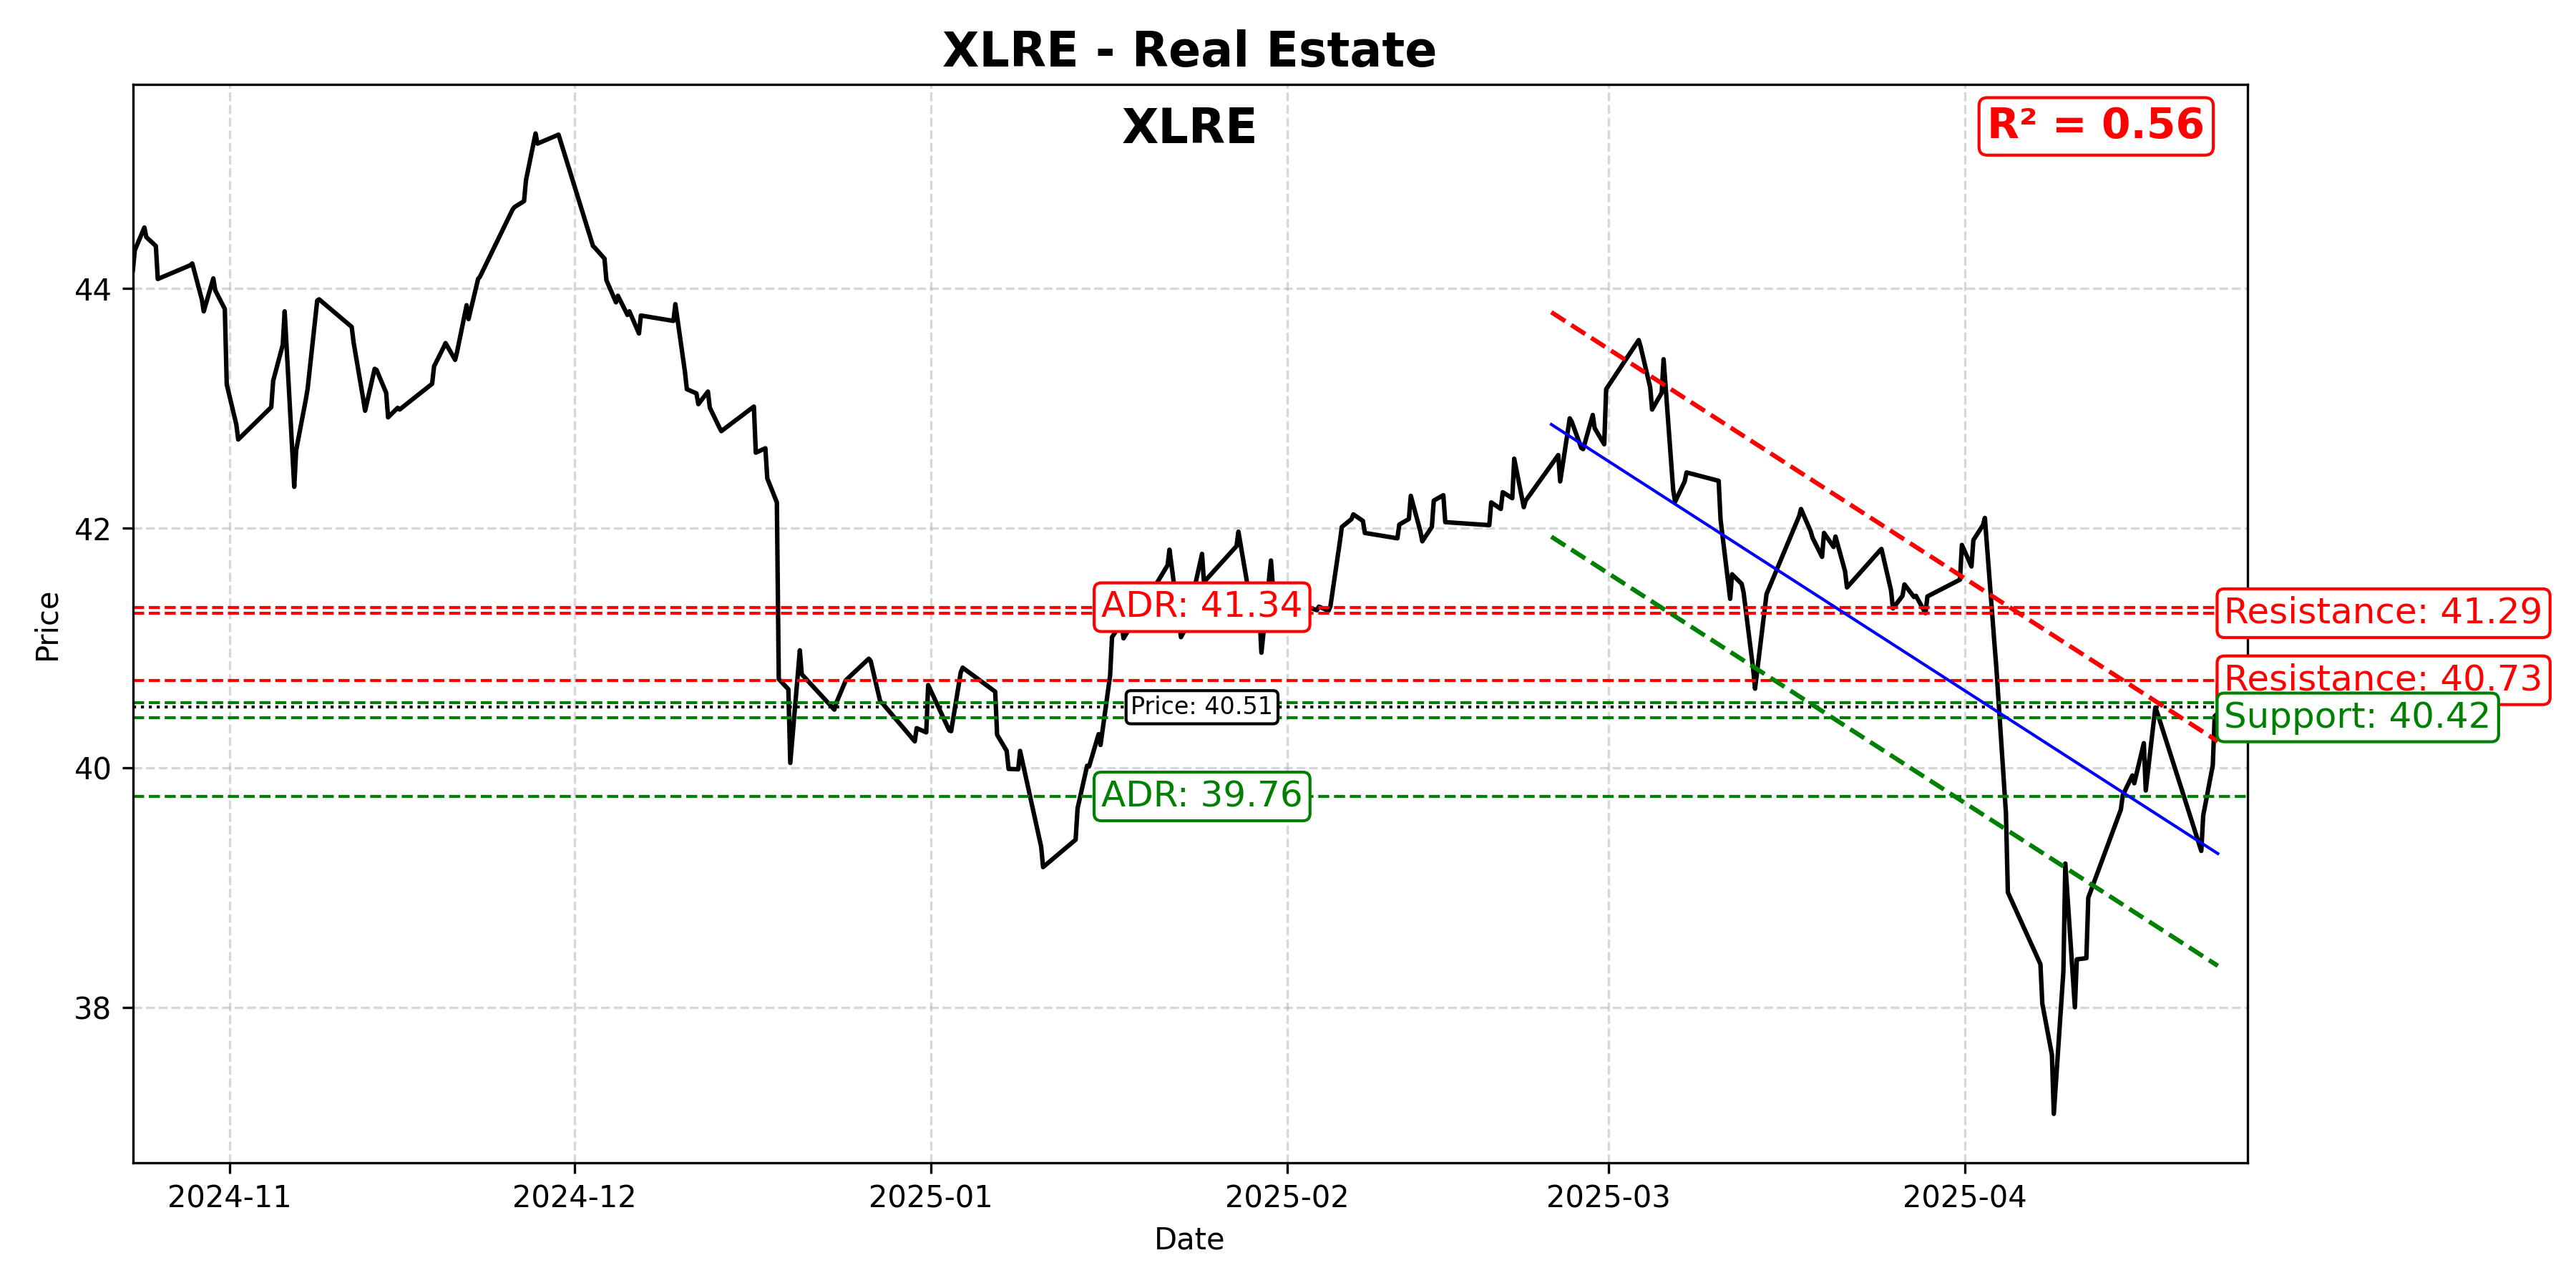 XLRE - Real Estate
XLRE
R² = 0.56
44
42
40
38
Price
ADR: 41.34
Resistance: 41.29
Resistance: 40.73
Price: 40.51
Support: 40.42
ADR: 39.76
2024-11
2024-12
2025-01
2025-02
2025-03
2025-04
Date